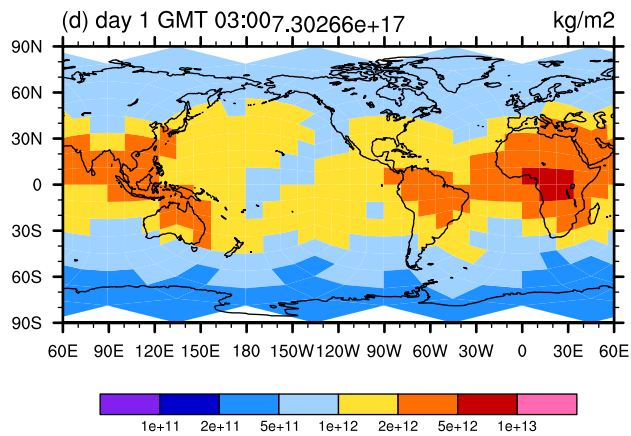 (d) day 1 GMT 03:00 7.30266e+17 kg/m2
90N
60N
30N
0
30S
60S
90S
60E 90E 120E 150E 180 150W 120W 90W 60W 30W 0 30E 60E
1e+11 2e+11 5e+11 1e+12 2e+12 5e+12 1e+13